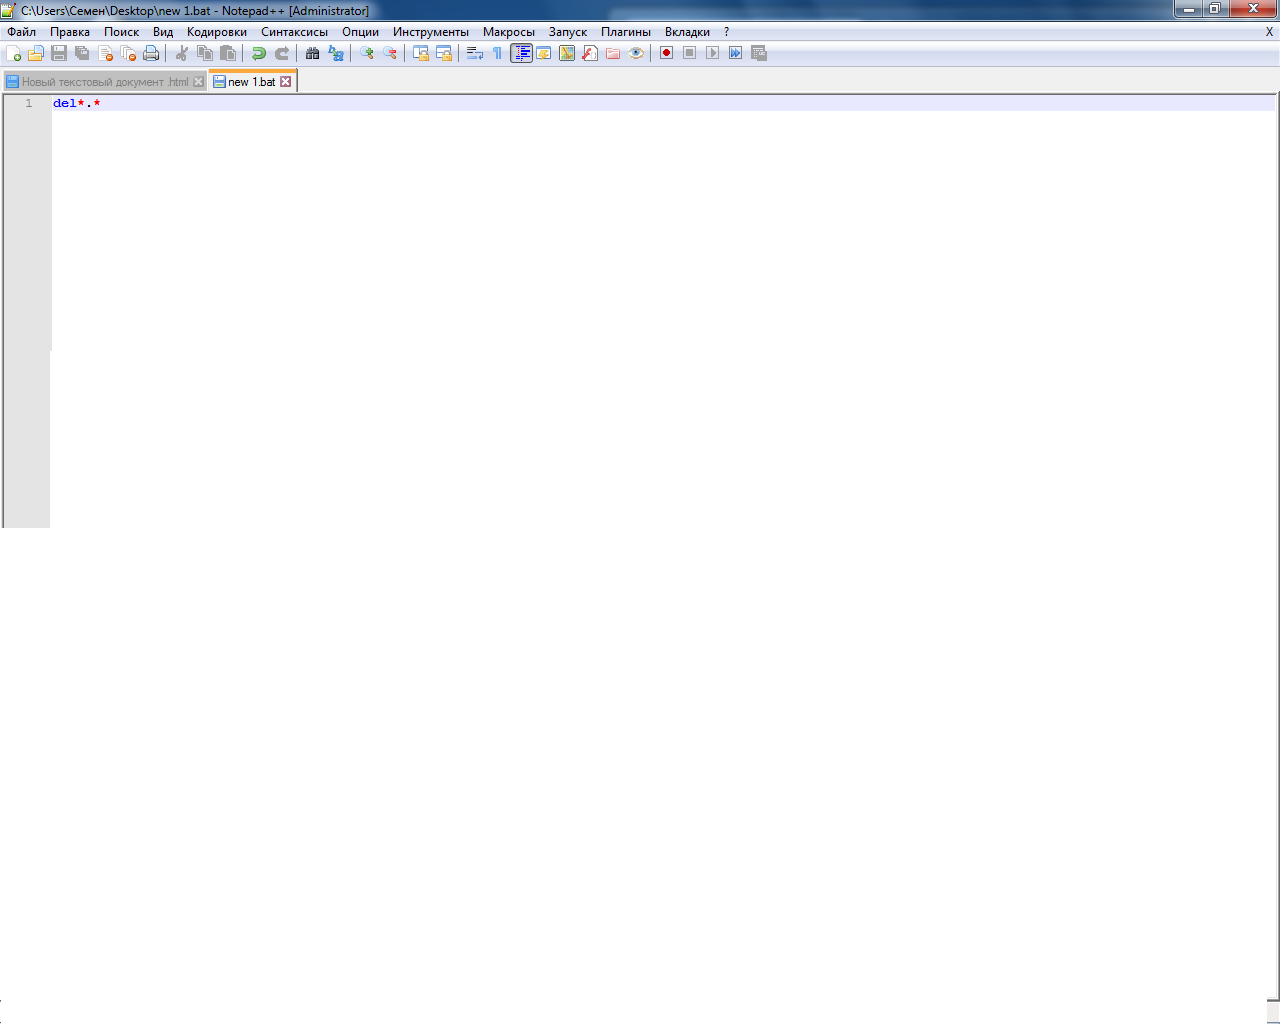 C:\Users\Семен\Desktop\new 1.bat - Notepad++ [Administrator]
Файл Правка Поиск Вид Кодировки Синтаксисы Опции Инструменты Макросы Запуск Плагины Вкладки ? X
Новый текстовый документ .html new 1.bat
1 del*.*